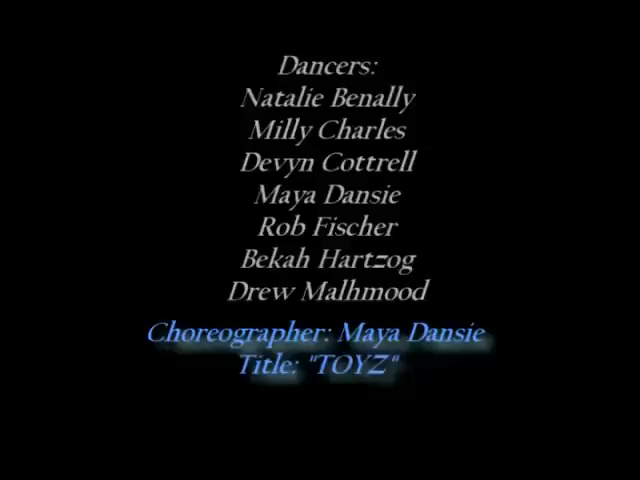 Dancers:
Natalie Benally
Milly Charles
Devyn Cottrell
Maya Dansie
Rob Fischer
Bekah Hartzog
Drew Malhmood
Choreographer: Maya Dansie
Title: "TOYZ"